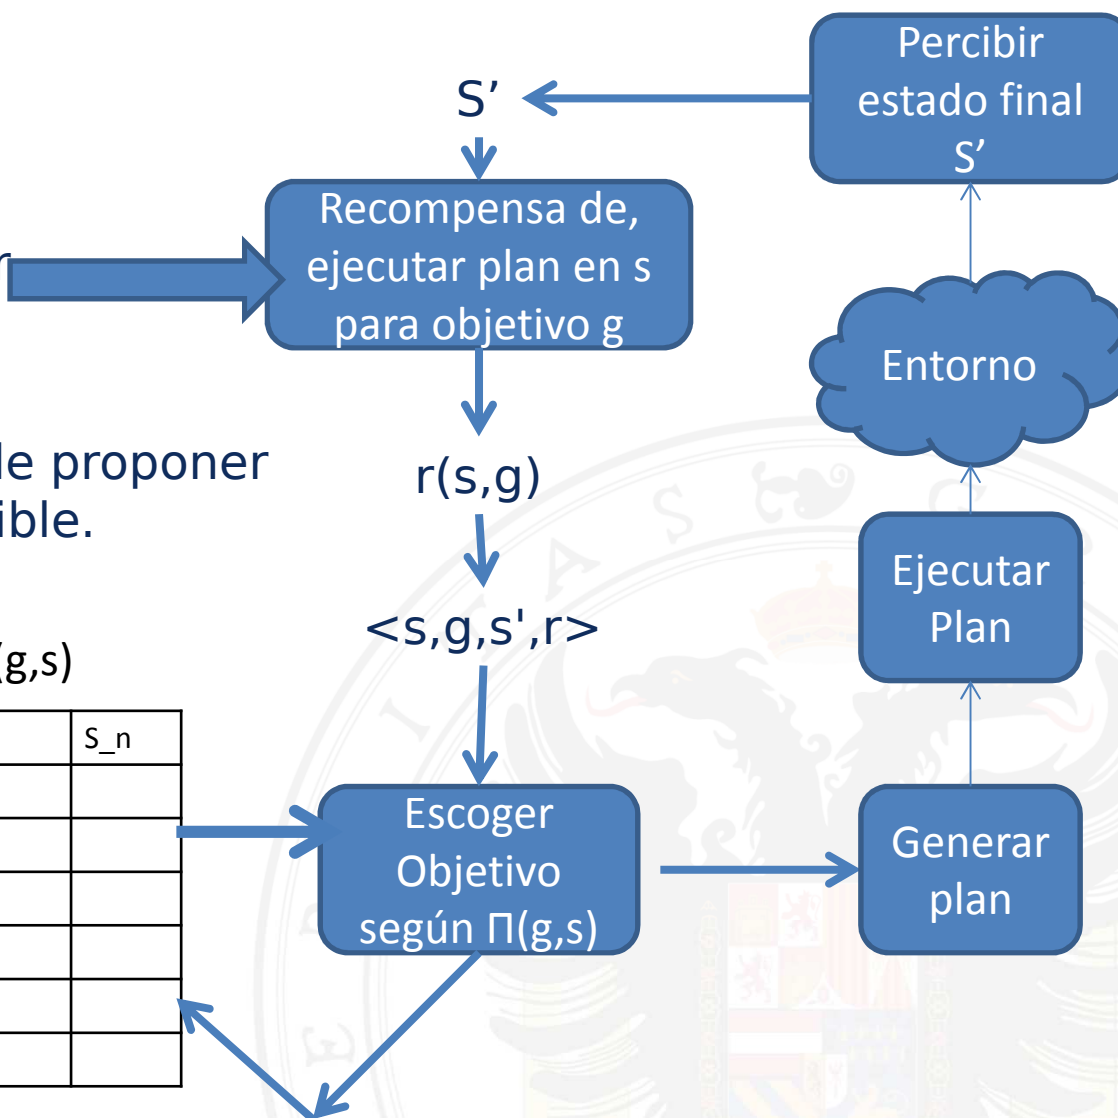 Percibir
estado final
S’
S’
Recompensa de,
ejecutar plan en s
para objetivo g
r
Entorno
de proponer
ible.
r(s,g)
Ejecutar
Plan
<s,g,s',r>
(g,s)
S_n
Escoger
Objetivo
según Π(g,s)
Generar
plan